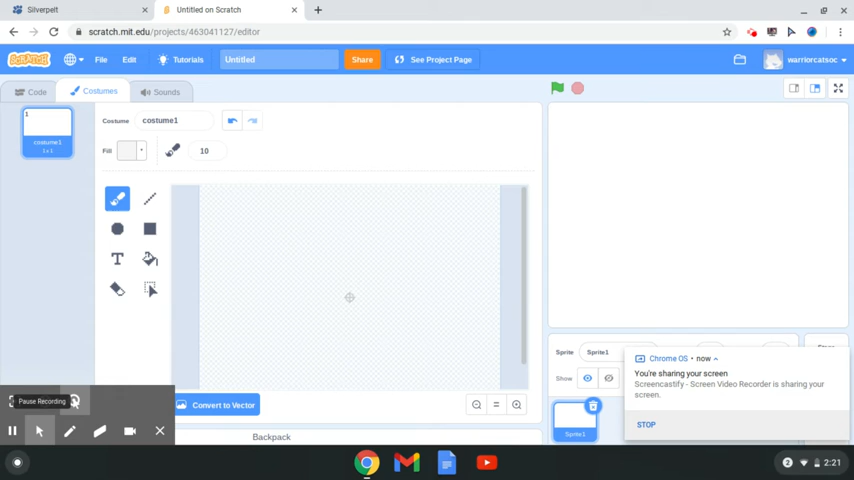 Silverpelt
Untitled on Scratch
scratch.mit.edu/projects/463041127/editor
SCRATCH
File
Edit
Tutorials
Untitled
Share
See Project Page
warriorcatsoc
Code
Costumes
Sounds
1
costume1
1 x 1
Costume
costume1
Fill
10
T
Convert to Vector
Backpack
Sprite
Sprite1
Show
Sprite1
Chrome OS • now
You're sharing your screen
Screencastify - Screen Video Recorder is sharing your
screen.
STOP
Pause Recording
2
2:21